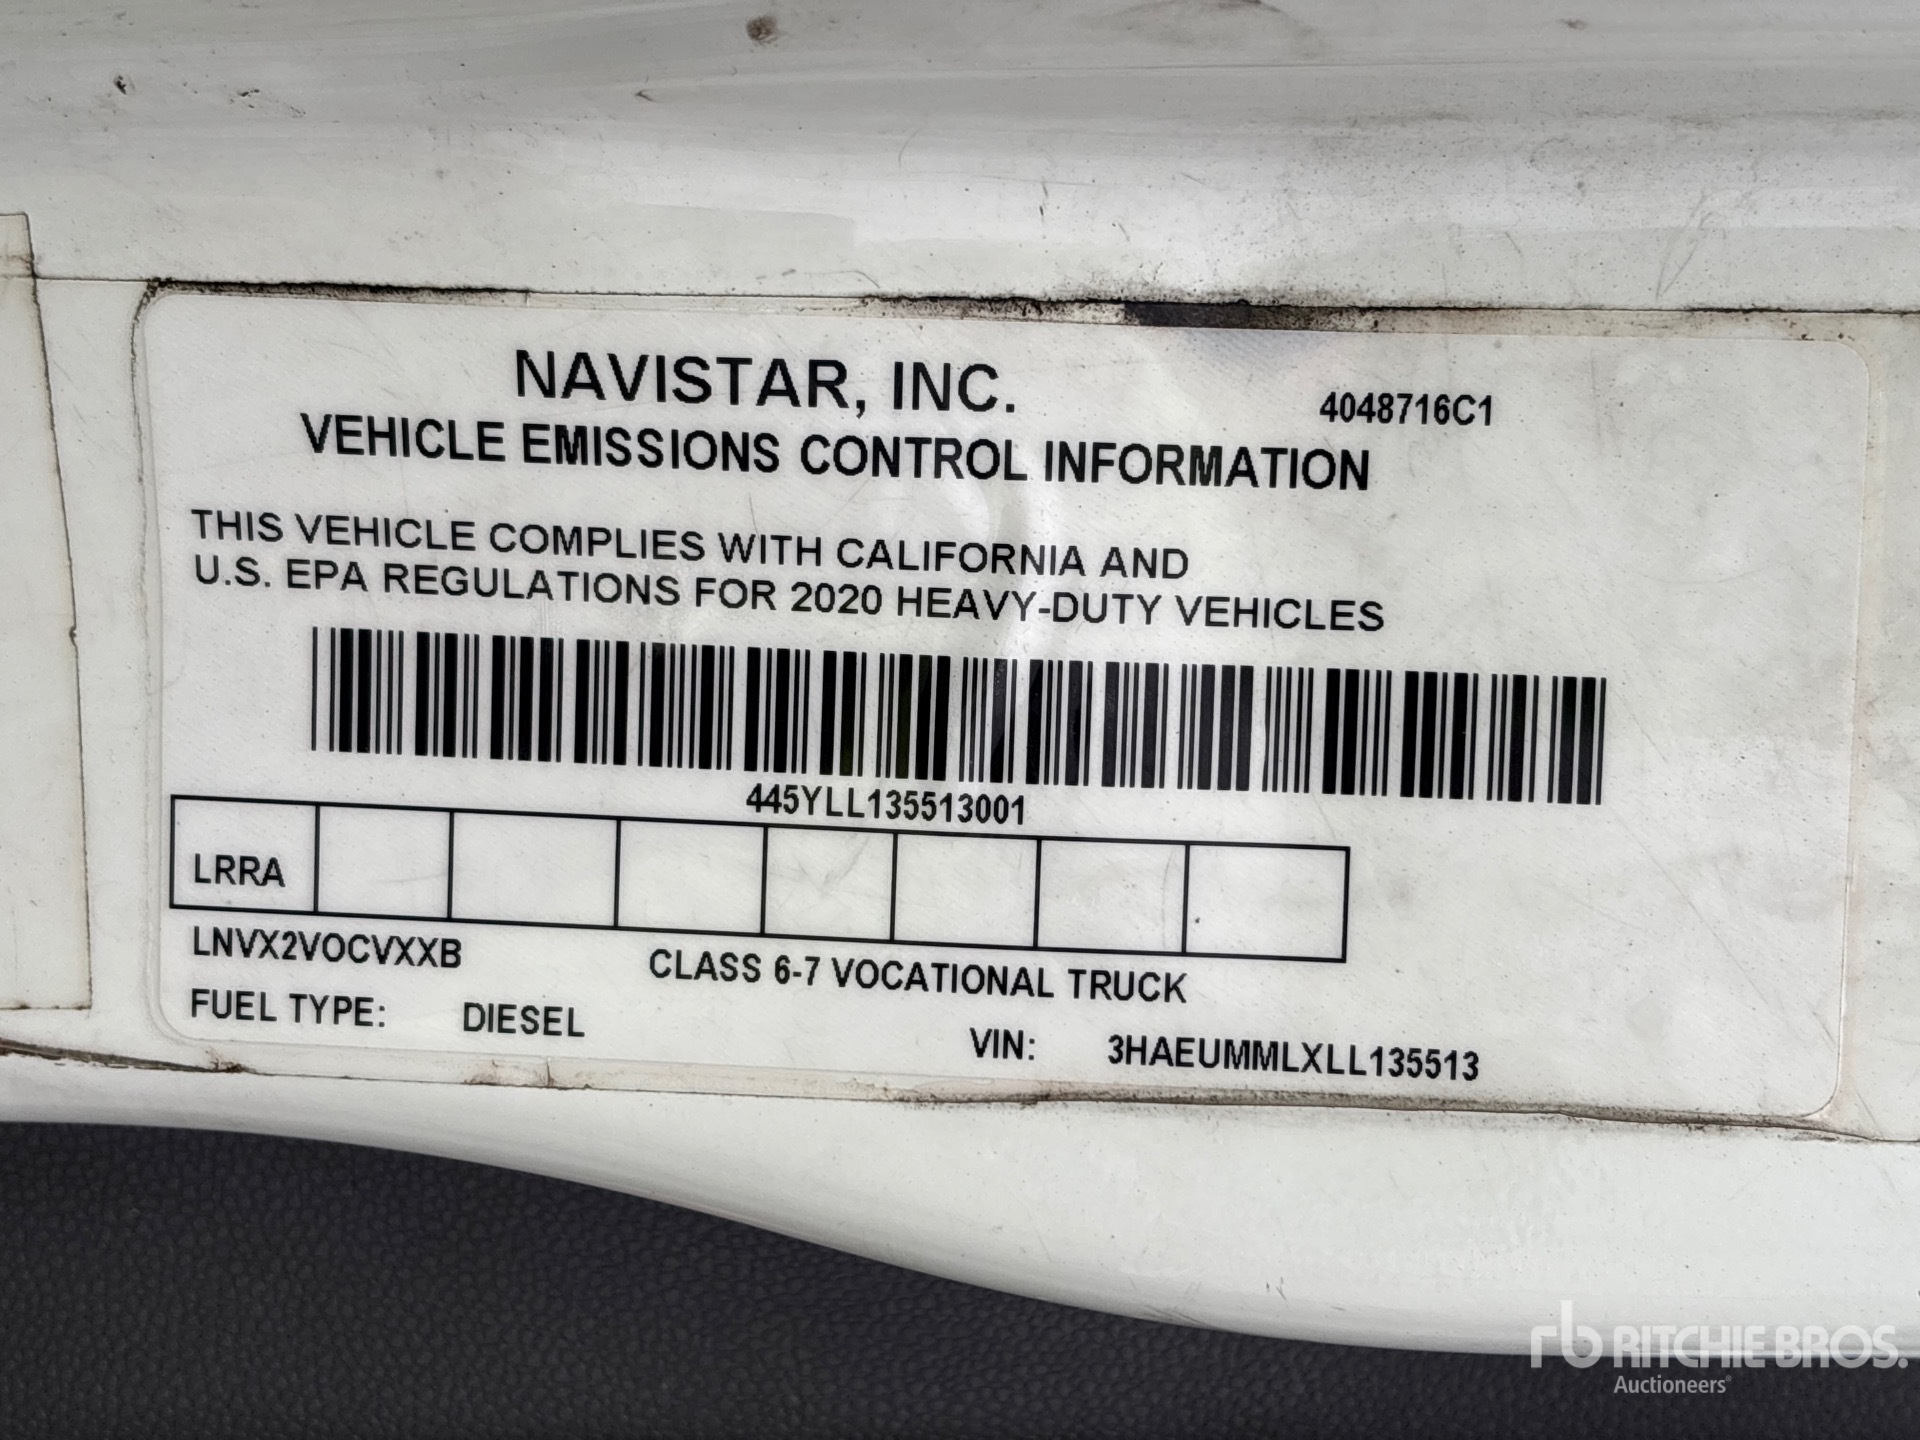 NAVISTAR, INC.
4048716C1
VEHICLE EMISSIONS CONTROL INFORMATION
THIS VEHICLE COMPLIES WITH CALIFORNIA AND
U.S. EPA REGULATIONS FOR 2020 HEAVY-DUTY VEHICLES
445YLL135513001
LRRA
LNVX2VOCVXXB
CLASS 6-7 VOCATIONAL TRUCK
FUEL TYPE: DIESEL
VIN: 3HAEUMMLXLL135513
rb RITCHIE BROS.
Auctioneers